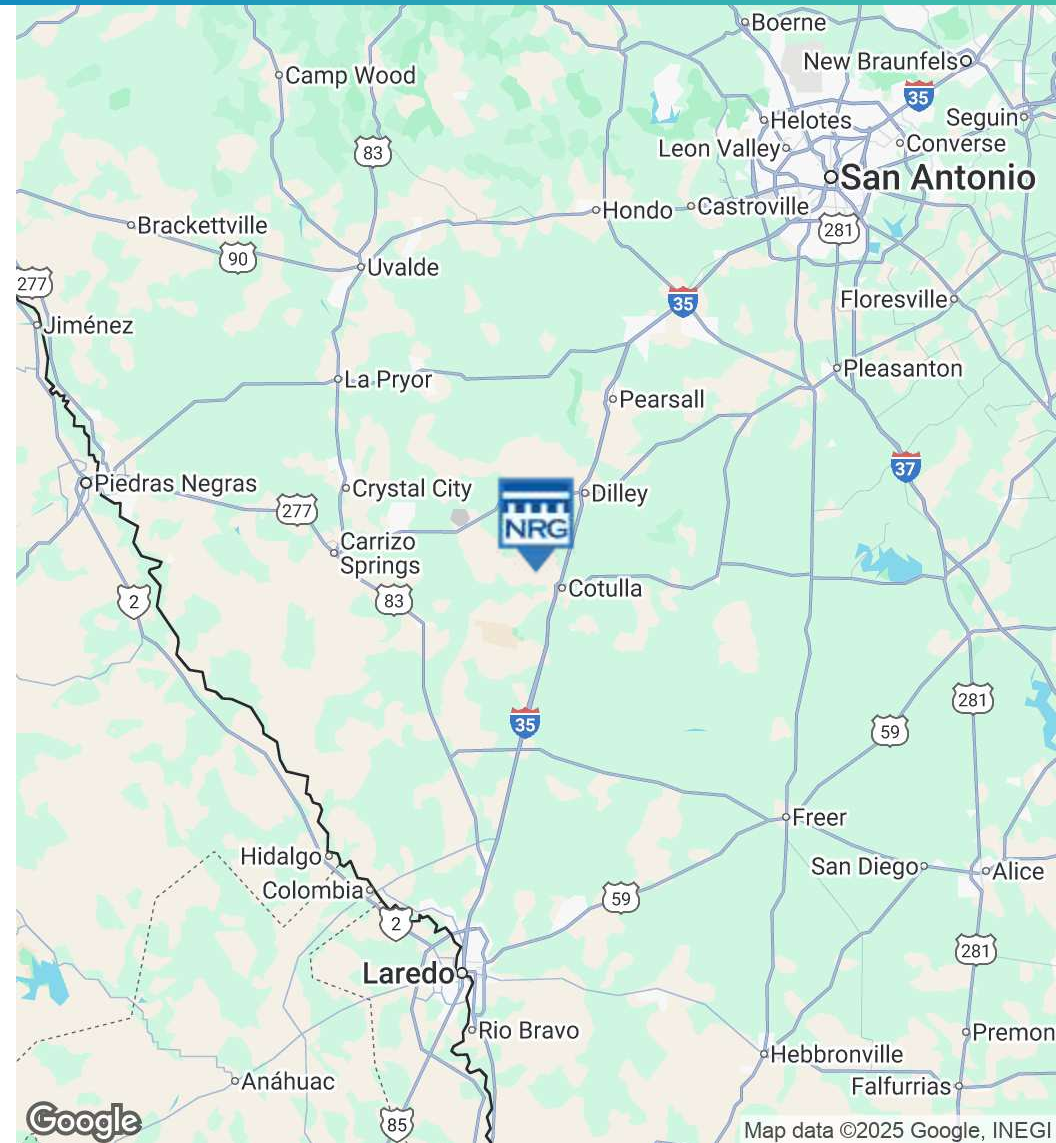 Boerne
Camp Wood
New Braunfels
35
Helotes
Seguin
83
Leon Valley
Converse
San Antonio
Hondo
Castroville
Brackettville
281
90
Uvalde
277
35
Floresville
Jiménez
La Pryor
Pleasanton
Pearsall
37
Piedras Negras
Crystal City
NRG
Dilley
277
Carrizo
Springs
Cotulla
2
83
281
35
59
Freer
Hidalgo
San Diego
Alice
Colombia
59
2
281
Laredo
Rio Bravo
Premon
Hebbronville
Anáhuac
Falfurrias
85
Google
Map data ©2025 Google, INEGI